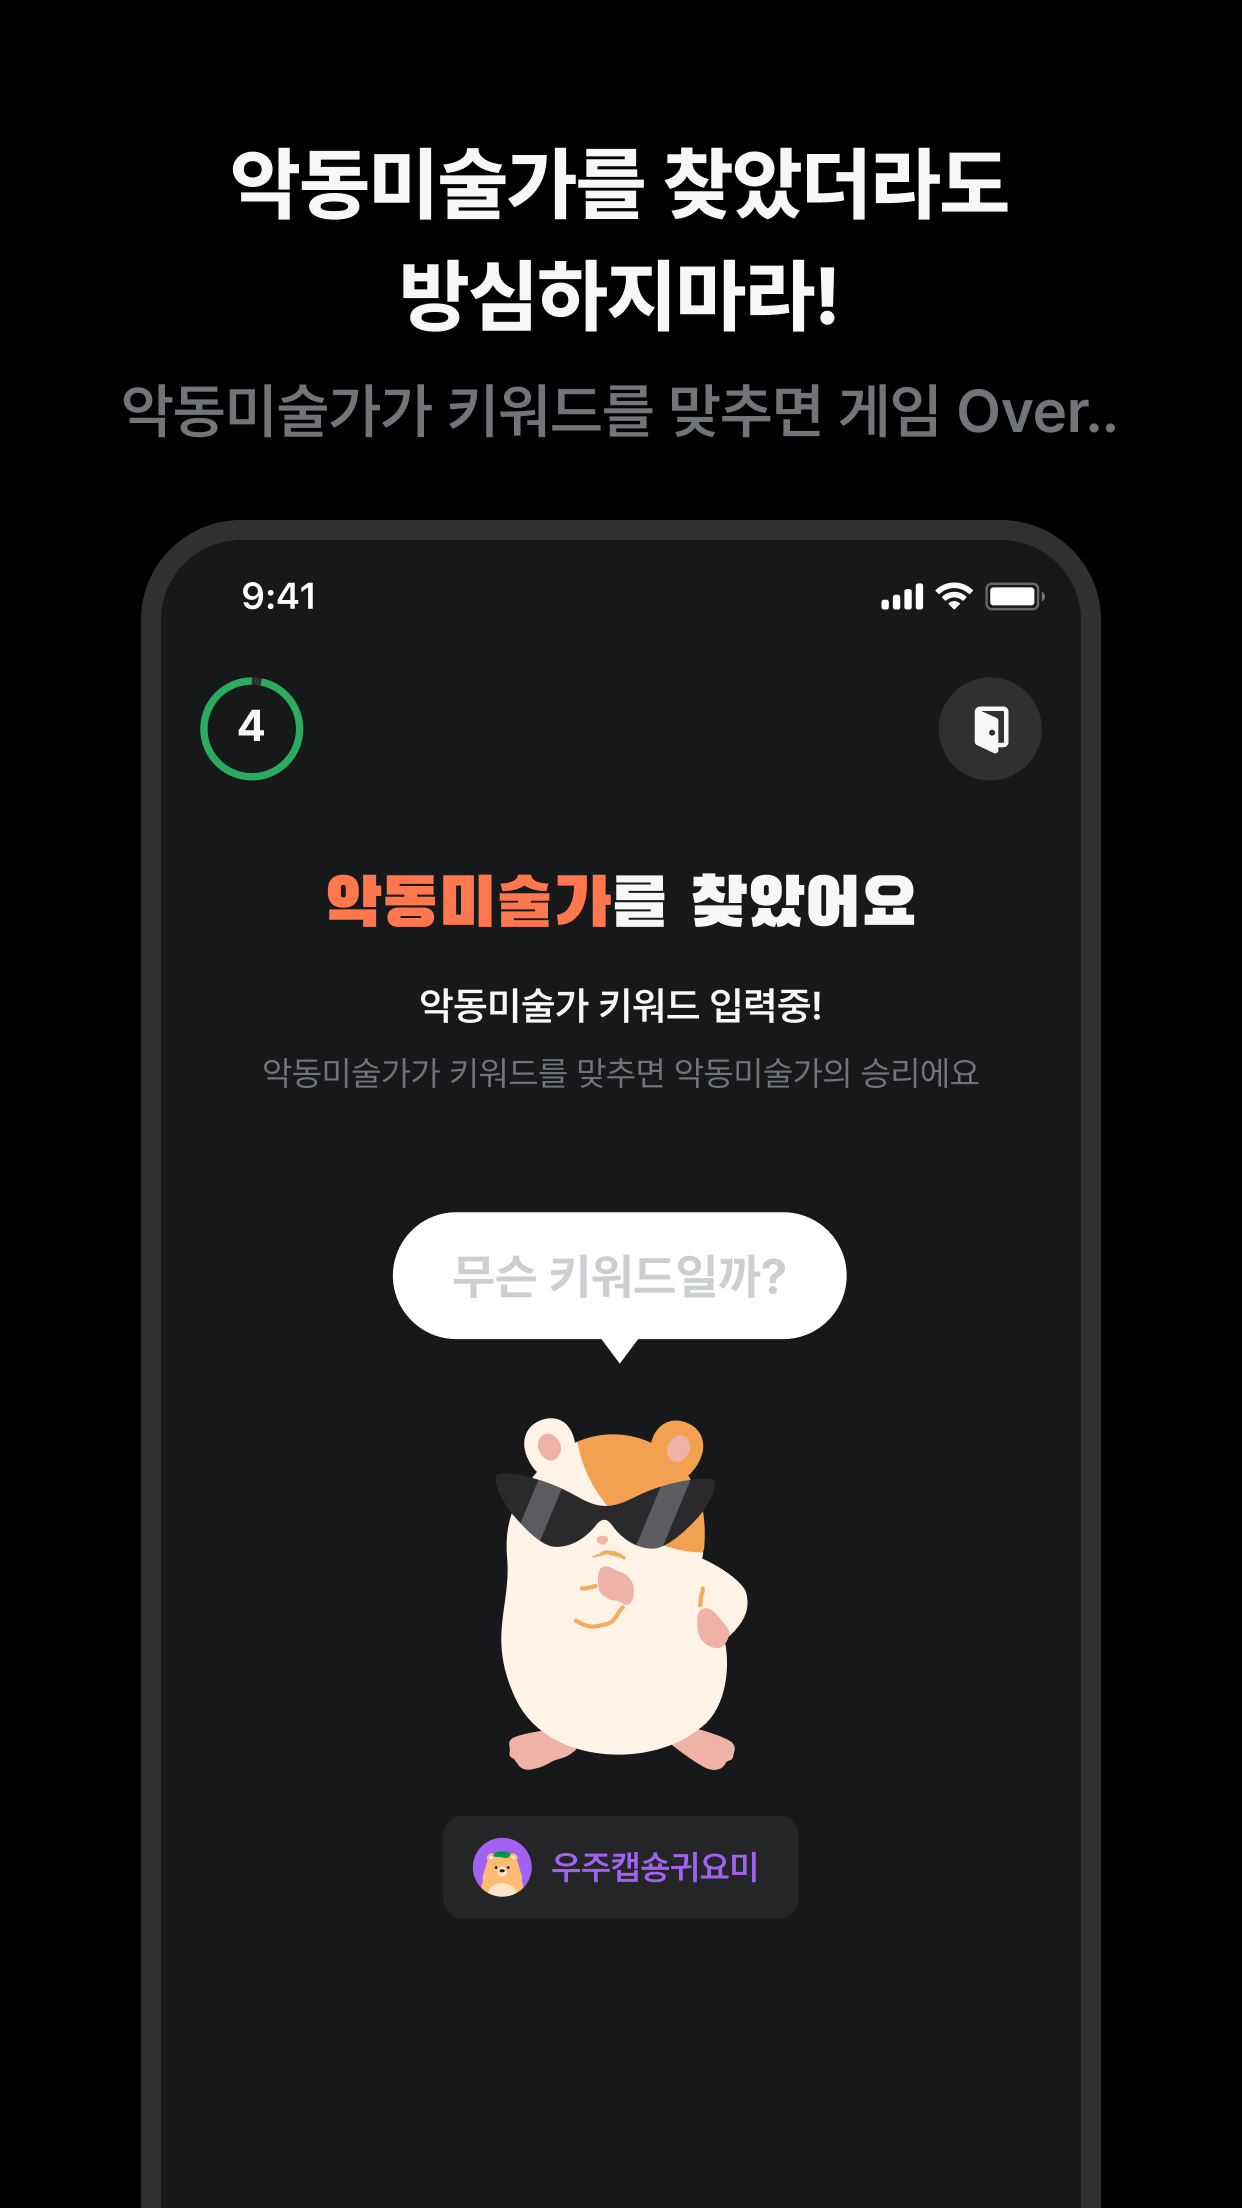 악동미술가를 찾았더라도
방심하지마라!
악동미술가가 키워드를 맞추면 게임 Over..
9:41
4
악동미술가를 찾았어요
악동미술가 키워드 입력중!
악동미술가가 키워드를 맞추면 악동미술가의 승리에요
무슨 키워드일까?
우주캡숑귀요미